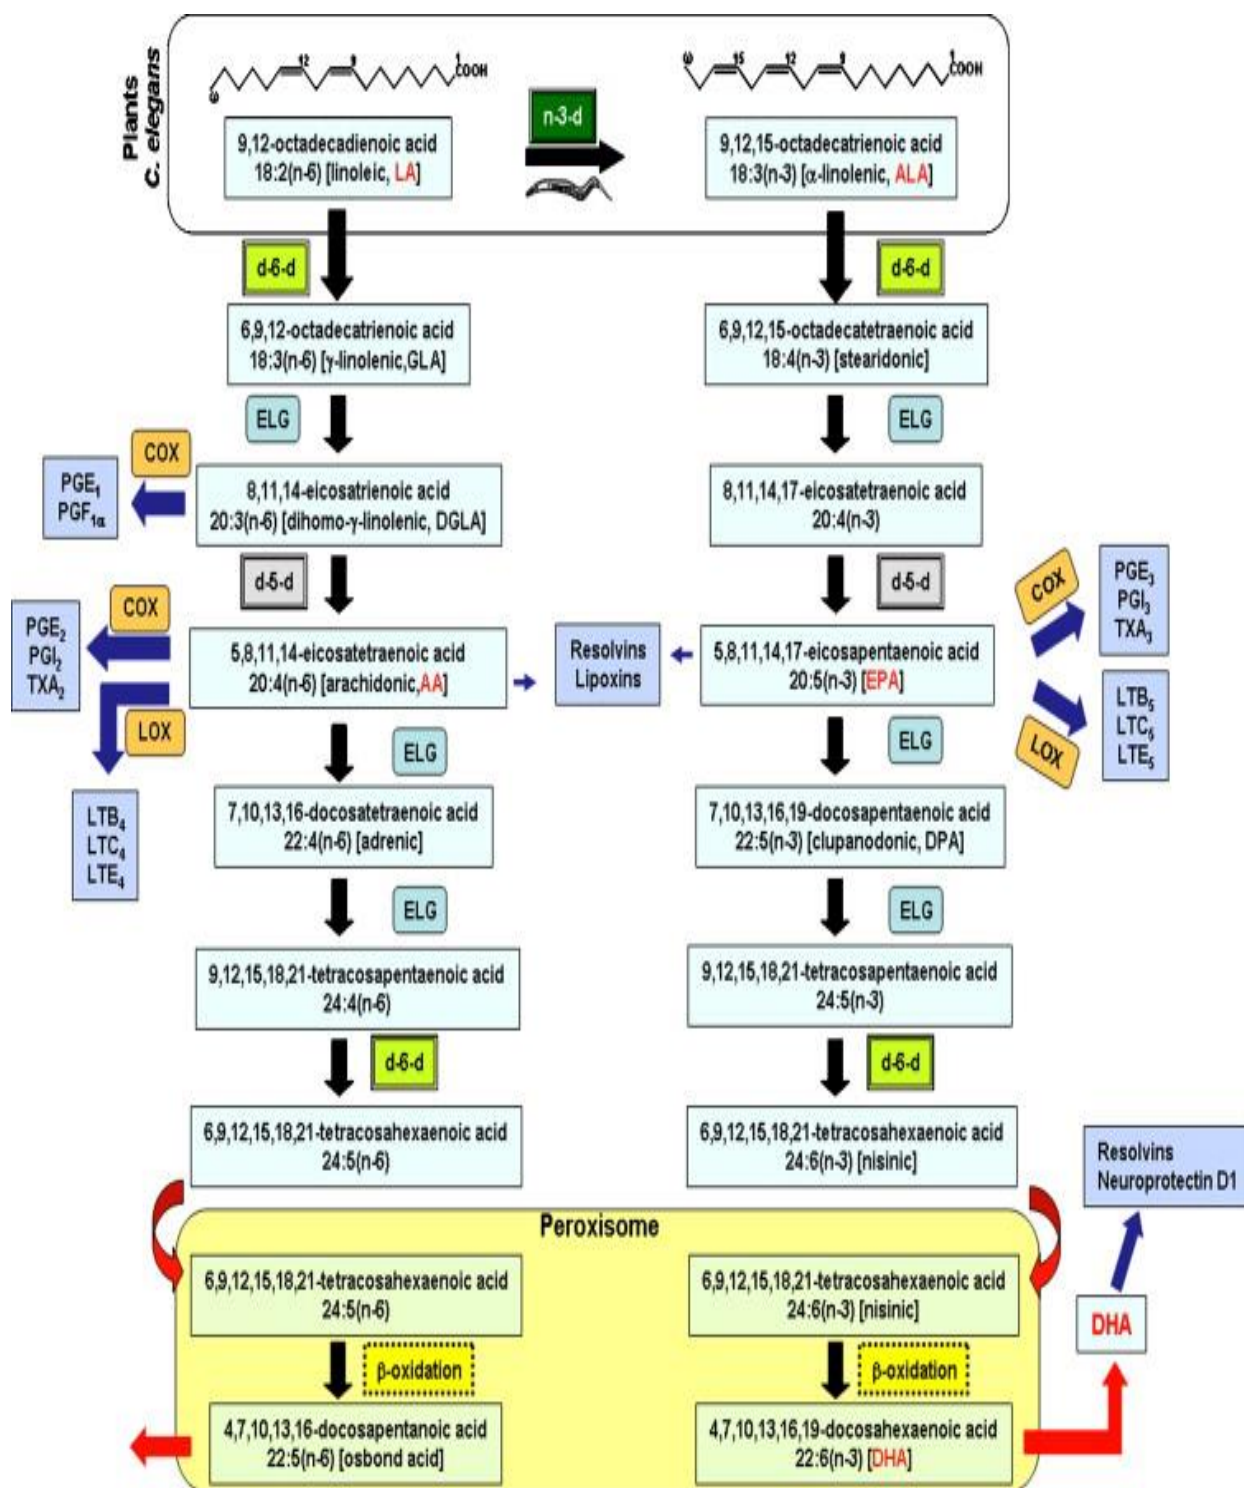 Plants
C. elegans
ω
12
9
1
COOH
9,12-octadecadienoic acid
18:2(n-6) [linoleic, LA]
n-3-d
ω
15
12
9
1
COOH
9,12,15-octadecatrienoic acid
18:3(n-3) [α-linolenic, ALA]
d-6-d
d-6-d
6,9,12-octadecatrienoic acid
18:3(n-6) [γ-linolenic,GLA]
6,9,12,15-octadecatetraenoic acid
18:4(n-3) [stearidonic]
ELG
ELG
COX
PGE₁
PGF₁α
8,11,14-eicosatrienoic acid
20:3(n-6) [dihomo-γ-linolenic, DGLA]
8,11,14,17-eicosatetraenoic acid
20:4(n-3)
d-5-d
d-5-d
COX
PGE₂
PGI₂
TXA₂
LOX
5,8,11,14-eicosatetraenoic acid
20:4(n-6) [arachidonic,AA]
Resolvins
Lipoxins
5,8,11,14,17-eicosapentaenoic acid
20:5(n-3) [EPA]
COX
PGE₃
PGI₃
TXA₃
LOX
LTB₅
LTC₅
LTE₅
ELG
ELG
LTB₄
LTC₄
LTE₄
7,10,13,16-docosatetraenoic acid
22:4(n-6) [adrenic]
7,10,13,16,19-docosapentaenoic acid
22:5(n-3) [clupanodonic, DPA]
ELG
ELG
9,12,15,18,21-tetracosapentaenoic acid
24:4(n-6)
9,12,15,18,21-tetracosapentaenoic acid
24:5(n-3)
d-6-d
d-6-d
6,9,12,15,18,21-tetracosahexaenoic acid
24:5(n-6)
6,9,12,15,18,21-tetracosahexaenoic acid
24:6(n-3) [nisinic]
Resolvins
Neuroprotectin D1
Peroxisome
6,9,12,15,18,21-tetracosahexaenoic acid
24:5(n-6)
6,9,12,15,18,21-tetracosahexaenoic acid
24:6(n-3) [nisinic]
DHA
β-oxidation
β-oxidation
4,7,10,13,16-docosapentanoic acid
22:5(n-6) [osbond acid]
4,7,10,13,16,19-docosahexaenoic acid
22:6(n-3) [DHA]